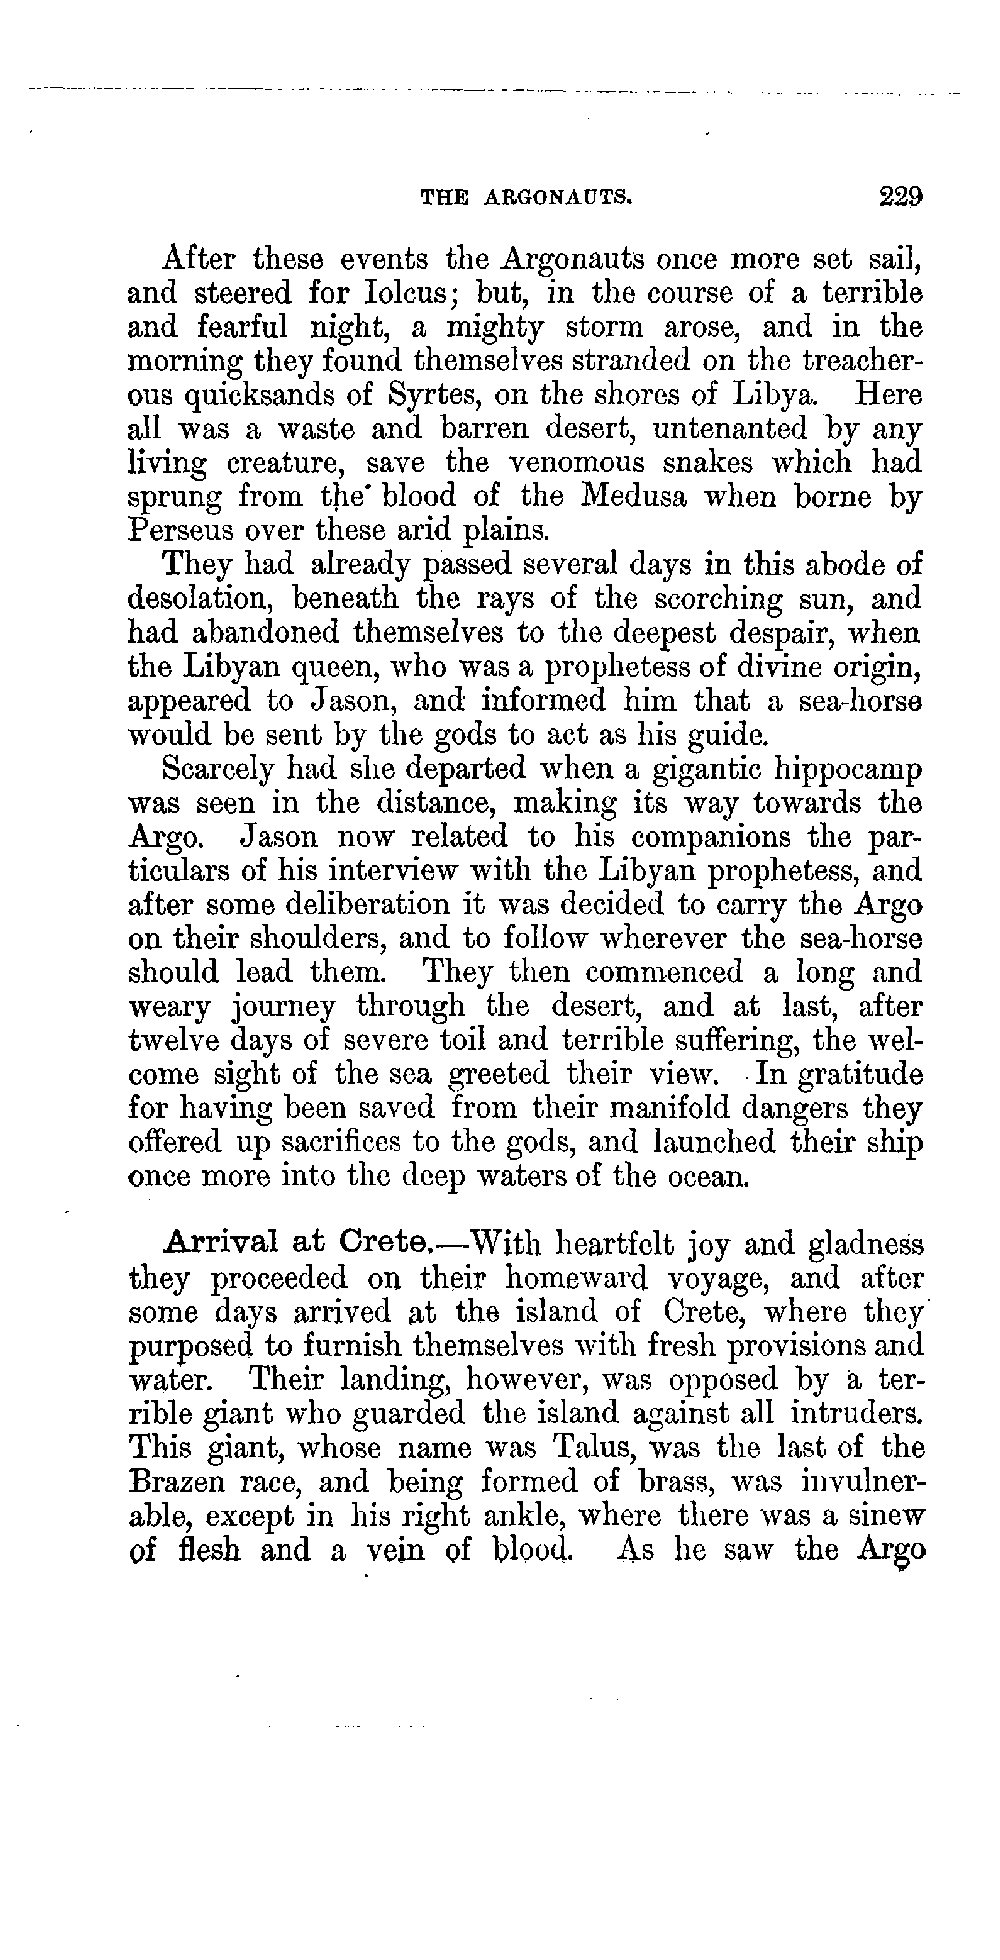 THE ARGONAUTS. 229
After these events the Argonauts once more set sail,
and steered for Iolcus; but, in the course of a terrible
and fearful night, a mighty storm arose, and in the
morning they found themselves stranded on the treacher-
ous quicksands of Syrtes, on the shores of Libya. Here
all was a waste and barren desert, untenanted by any
living creature, save the venomous snakes which had
sprung from the blood of the Medusa when borne by
Perseus over these arid plains.
They had already passed several days in this abode of
desolation, beneath the rays of the scorching sun, and
had abandoned themselves to the deepest despair, when
the Libyan queen, who was a prophetess of divine origin,
appeared to Jason, and informed him that a sea-horse
would be sent by the gods to act as his guide.
Scarcely had she departed when a gigantic hippocamp
was seen in the distance, making its way towards the
Argo. Jason now related to his companions the par-
ticulars of his interview with the Libyan prophetess, and
after some deliberation it was decided to carry the Argo
on their shoulders, and to follow wherever the sea-horse
should lead them. They then commenced a long and
weary journey through the desert, and at last, after
twelve days of severe toil and terrible suffering, the wel-
come sight of the sea greeted their view. In gratitude
for having been saved from their manifold dangers they
offered up sacrifices to the gods, and launched their ship
once more into the deep waters of the ocean.
Arrival at Crete.—With heartfelt joy and gladness
they proceeded on their homeward voyage, and after
some days arrived at the island of Crete, where they
purposed to furnish themselves with fresh provisions and
water. Their landing, however, was opposed by a ter-
rible giant who guarded the island against all intruders.
This giant, whose name was Talus, was the last of the
Brazen race, and being formed of brass, was invulner-
able, except in his right ankle, where there was a sinew
of flesh and a vein of blood. As he saw the Argo